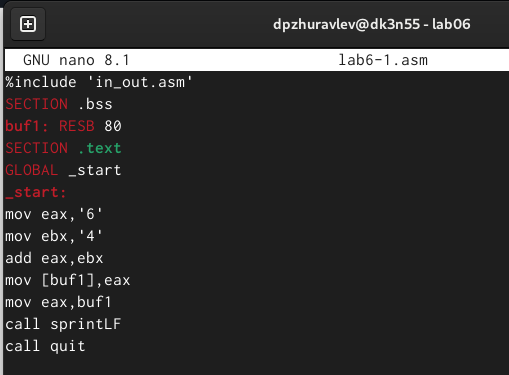 dpzhuravlev@dk3n55 - lab06
GNU nano 8.1 lab6-1.asm
%include 'in_out.asm'
SECTION .bss
buf1: RESB 80
SECTION .text
GLOBAL _start
_start:
mov eax,'6'
mov ebx,'4'
add eax,ebx
mov [buf1],eax
mov eax,buf1
call sprintLF
call quit